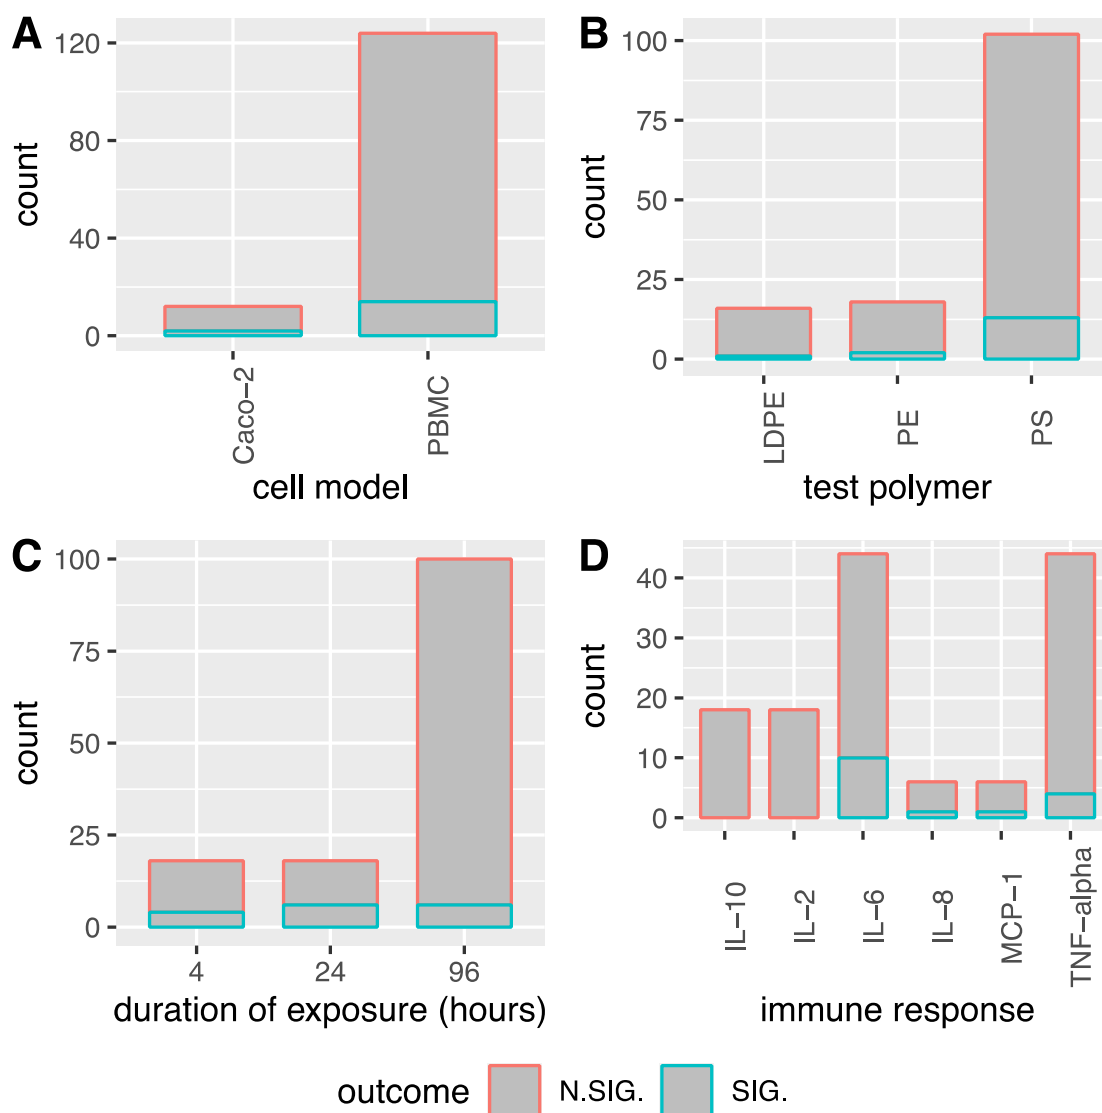 A
count
120
80
40
0
Caco−2
PBMC
cell model
B
count
100
75
50
25
0
LDPE
PE
PS
test polymer
C
count
100
75
50
25
0
4 24 96
duration of exposure (hours)
D
count
40
30
20
10
0
IL−10
IL−2
IL−6
IL−8
MCP−1
TNF−alpha
immune response
outcome N.SIG. SIG.